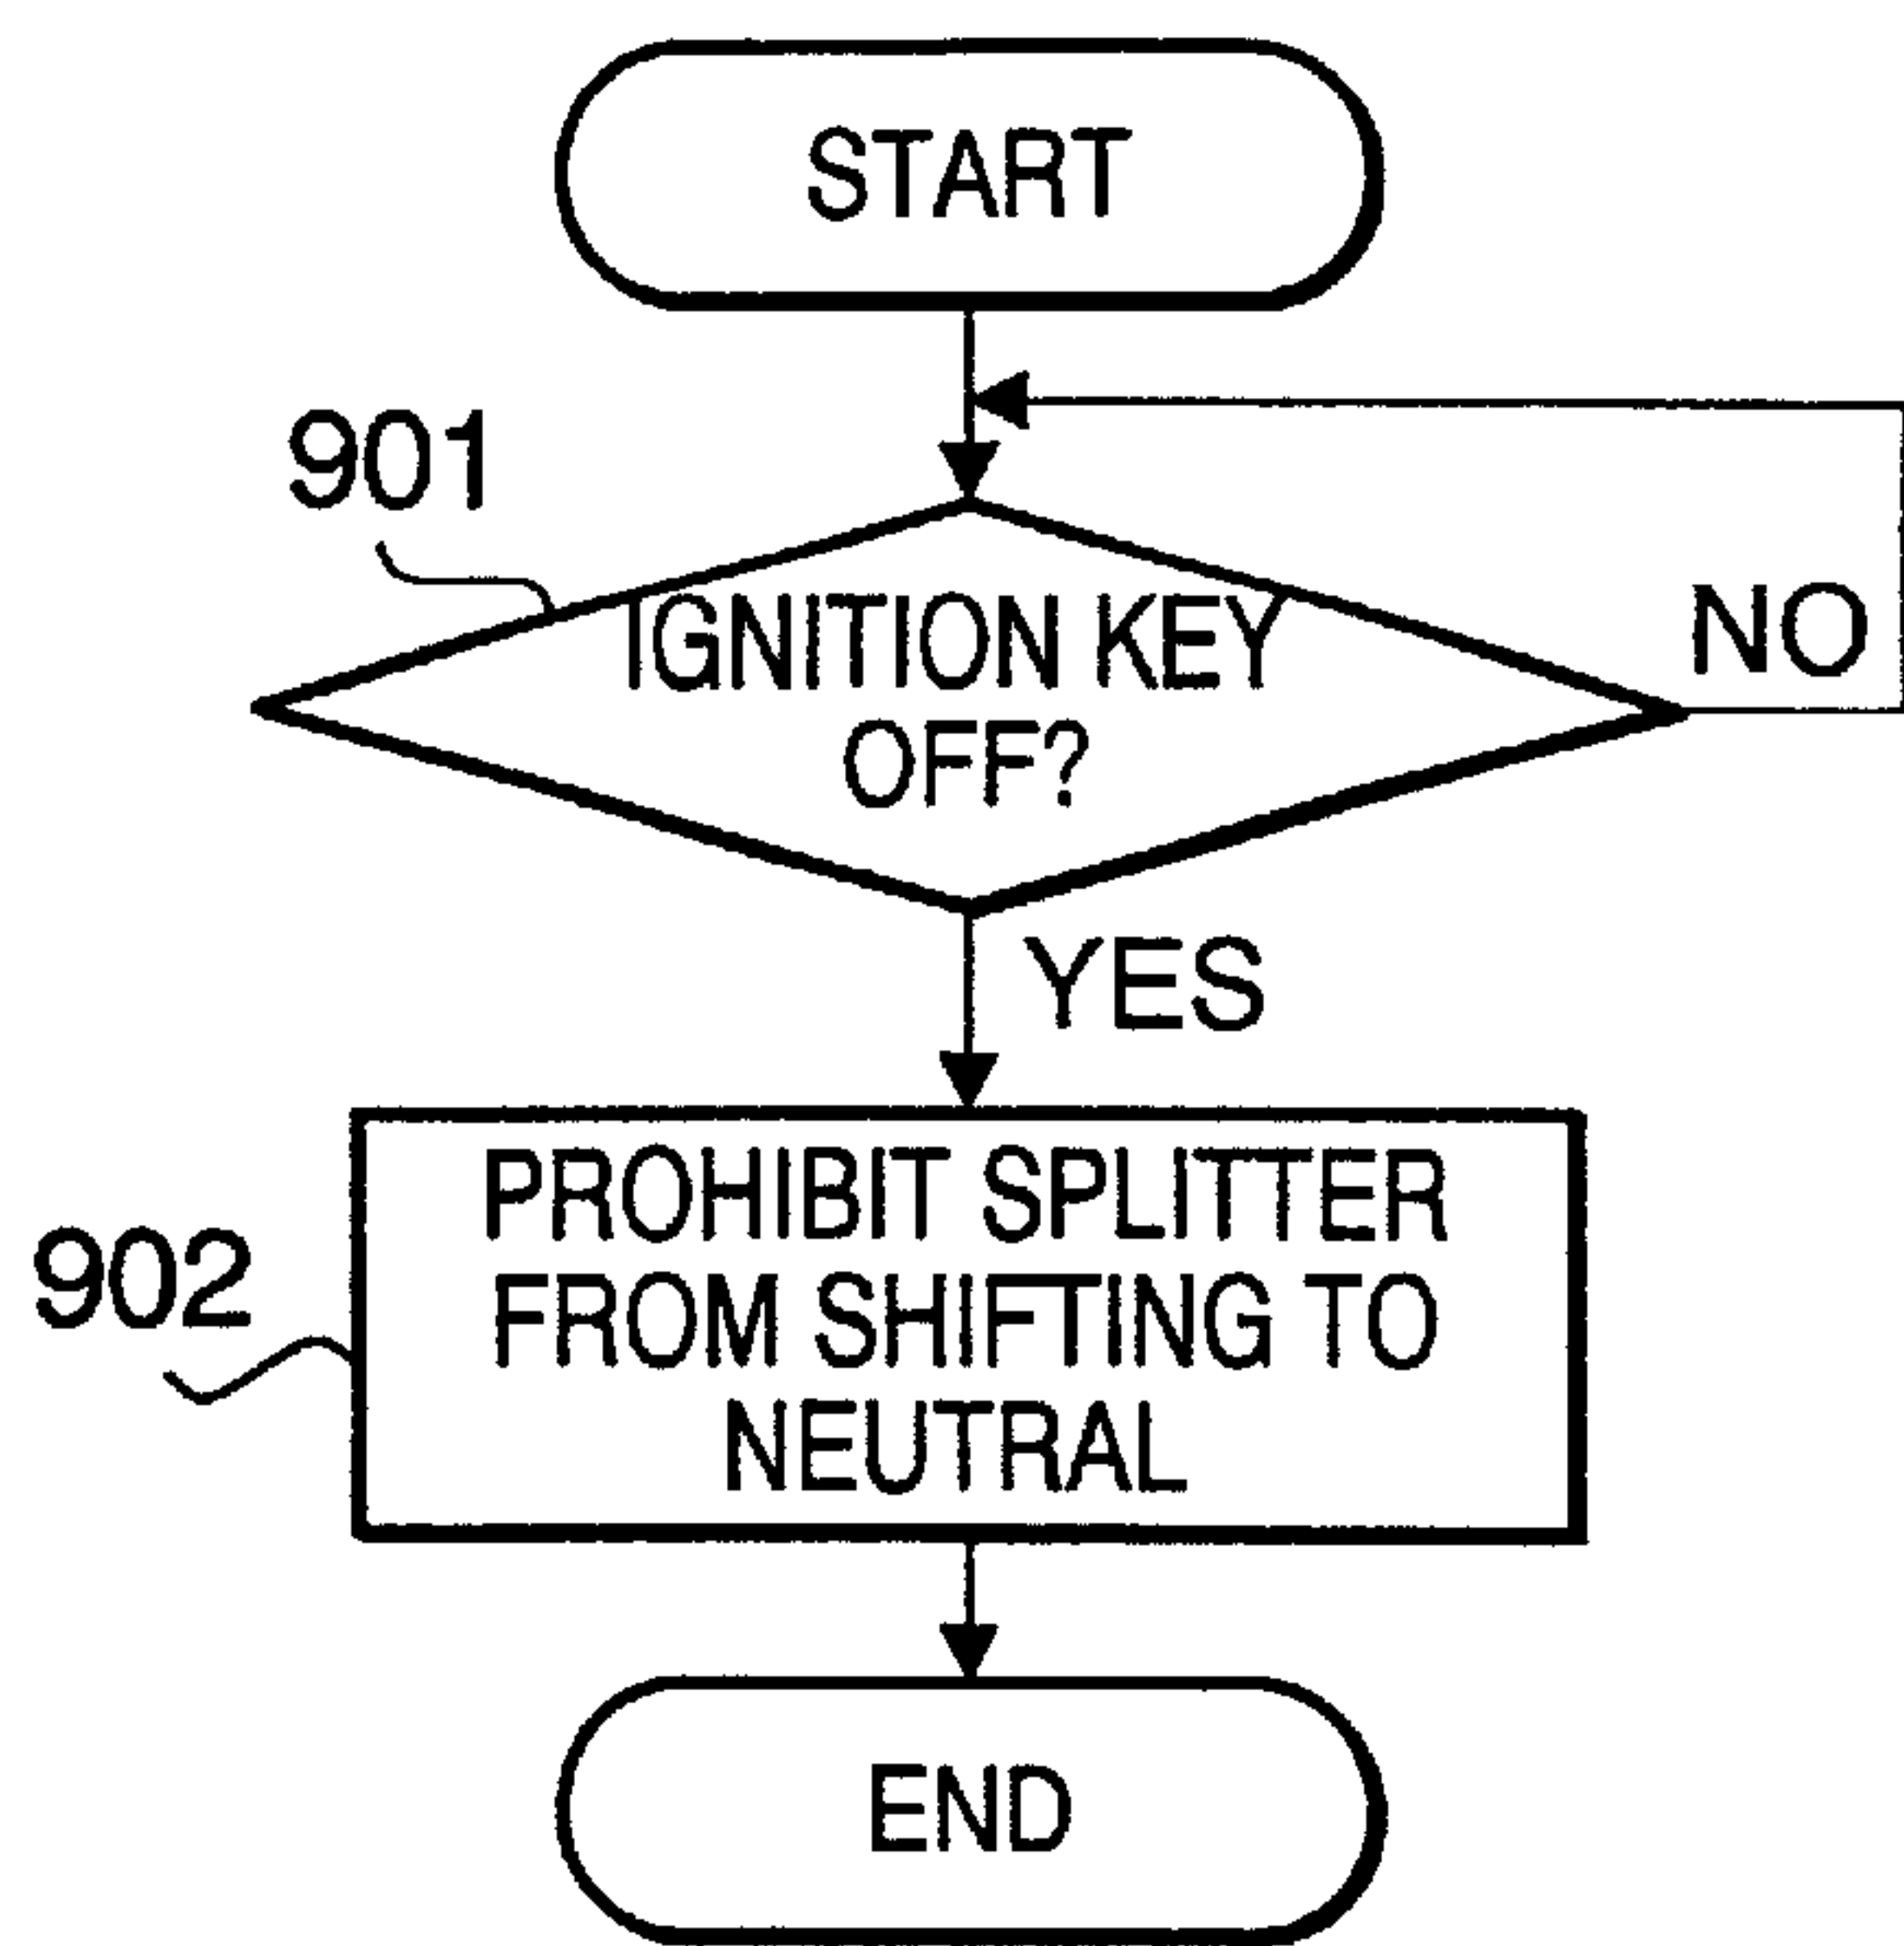 START
901
IGNITION KEY
OFF?
NO
YES
PROHIBIT SPLITTER
FROM SHIFTING TO
NEUTRAL
902
END